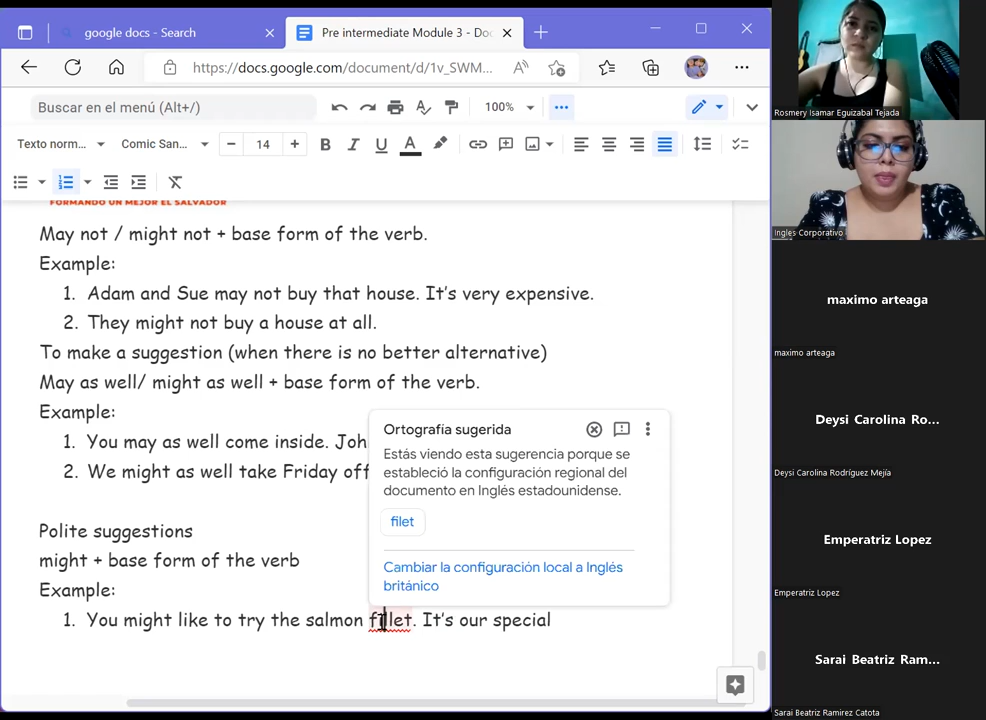 google docs - Search
Pre intermediate Module 3 - Doc
https://docs.google.com/document/d/1v_SWM...
Buscar en el menú (Alt+/)
100%
Texto norm...
Comic San...
14
FORMANDO UN MEJOR EL SALVADOR
May not / might not + base form of the verb.
Example:
1. Adam and Sue may not buy that house. It's very expensive.
2. They might not buy a house at all.
To make a suggestion (when there is no better alternative)
May as well/ might as well + base form of the verb.
Example:
1. You may as well come inside. Joh
2. We might as well take Friday off
Ortografía sugerida
Estás viendo esta sugerencia porque se
estableció la configuración regional del
documento en Inglés estadounidense.
filet
Cambiar la configuración local a Inglés
británico
Polite suggestions
might + base form of the verb
Example:
1. You might like to try the salmon fillet. It's our special
Rosmery Isamar Eguizabal Tejada
Ingles Corporativo
maximo arteaga
maximo arteaga
Deysi Carolina Ro...
Deysi Carolina Rodríguez Mejía
Emperatriz Lopez
Emperatriz Lopez
Sarai Beatriz Ram...
Sarai Beatriz Ramirez Catota